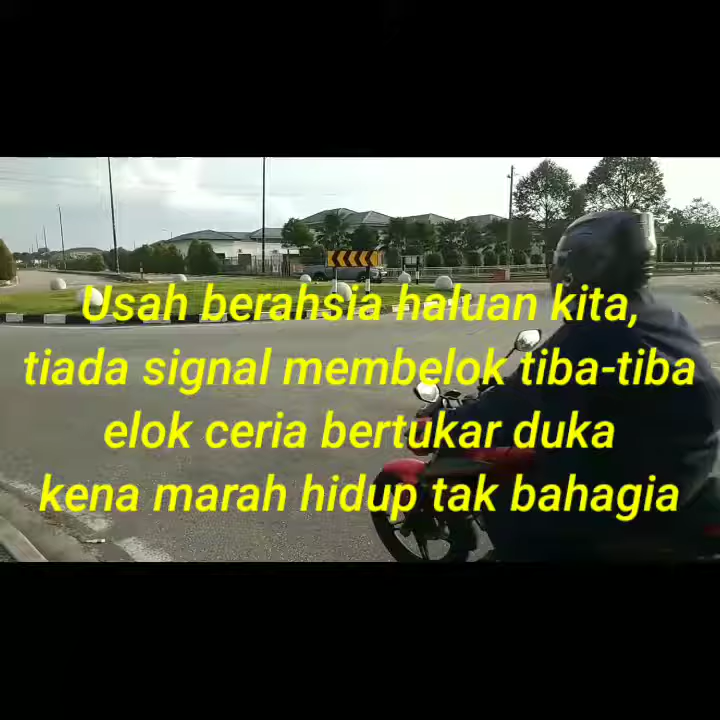 Usah berahsia haluan kita,
tiada signal membelok tiba-tiba
elok ceria bertukar duka
kena marah hidup tak bahagia